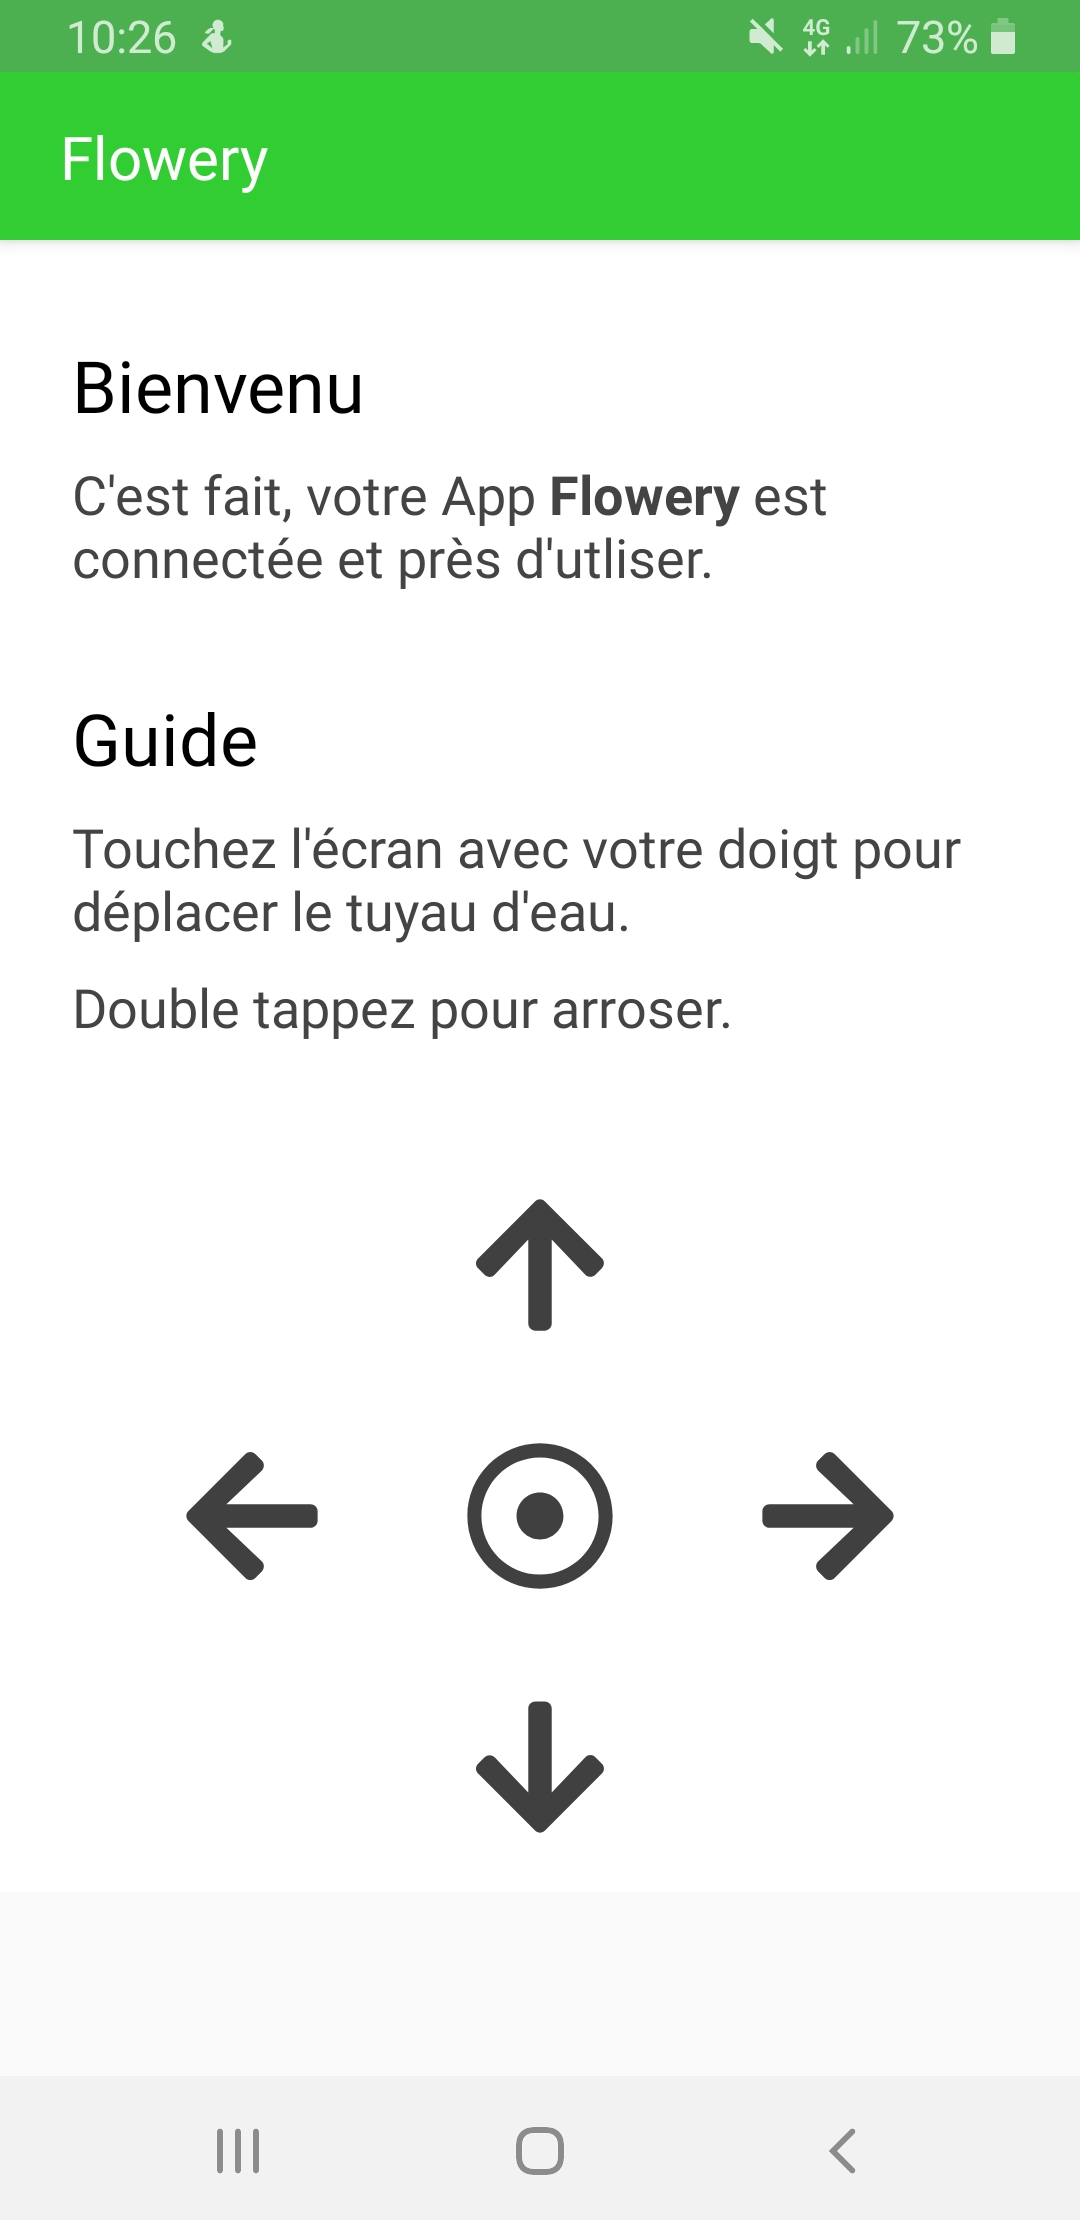 10:26 4G 73%
Flowery
Bienvenu
C'est fait, votre App Flowery est
connectée et près d'utliser.
Guide
Touchez l'écran avec votre doigt pour
déplacer le tuyau d'eau.
Double tappez pour arroser.